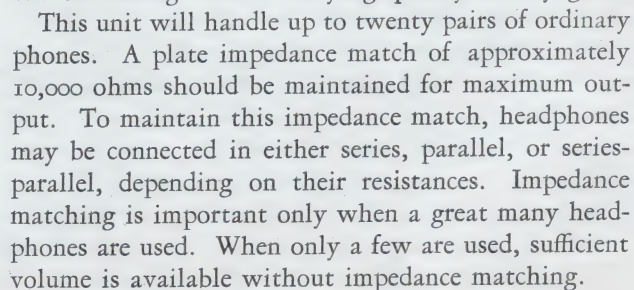 This unit will handle up to twenty pairs of ordinary
phones. A plate impedance match of approximately
10,000 ohms should be maintained for maximum out-
put. To maintain this impedance match, headphones
may be connected in either series, parallel, or series-
parallel, depending on their resistances. Impedance
matching is important only when a great many head-
phones are used. When only a few are used, sufficient
volume is available without impedance matching.